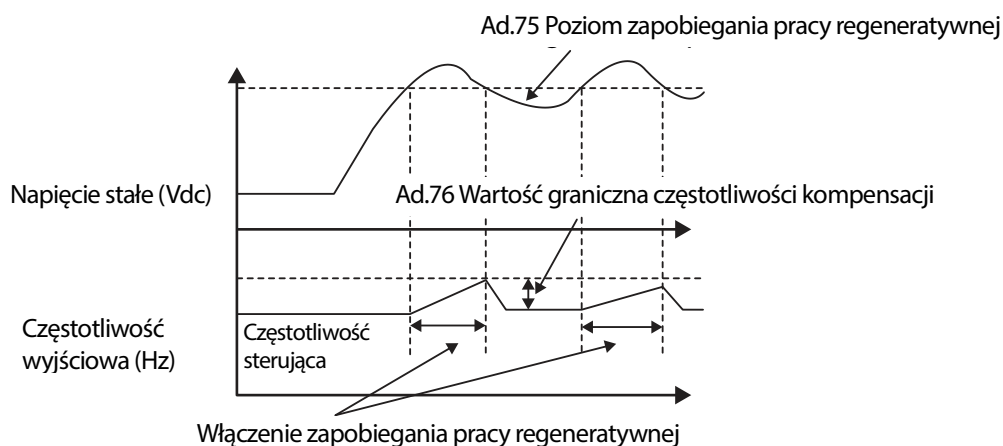 Ad.75 Poziom zapobiegania pracy regeneratywnej
Napięcie stałe (Vdc)
Ad.76 Wartość graniczna częstotliwości kompensacji
Częstotliwość
wyjściowa (Hz)
Częstotliwość
sterująca
Włączenie zapobiegania pracy regeneratywnej